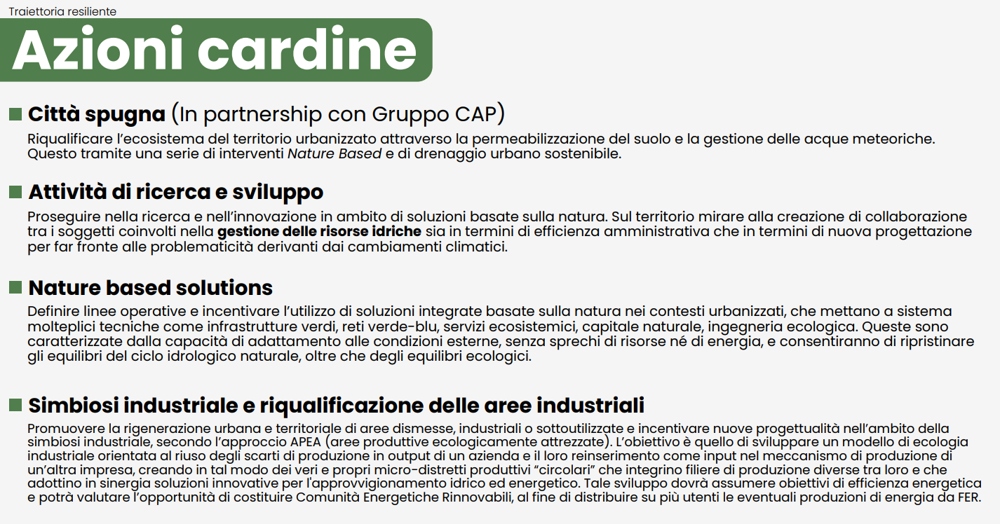 Traiettoria resiliente
Azioni cardine
Città spugna (In partnership con Gruppo CAP)
Riqualificare l’ecosistema del territorio urbanizzato attraverso la permeabilizzazione del suolo e la gestione delle acque meteoriche.
Questo tramite una serie di interventi Nature Based e di drenaggio urbano sostenibile.
Attività di ricerca e sviluppo
Proseguire nella ricerca e nell’innovazione in ambito di soluzioni basate sulla natura. Sul territorio mirare alla creazione di collaborazione
tra i soggetti coinvolti nella gestione delle risorse idriche sia in termini di efficienza amministrativa che in termini di nuova progettazione
per far fronte alle problematicità derivanti dai cambiamenti climatici.
Nature based solutions
Definire linee operative e incentivare l’utilizzo di soluzioni integrate basate sulla natura nei contesti urbanizzati, che mettano a sistema
molteplici tecniche come infrastrutture verdi, reti verde-blu, servizi ecosistemici, capitale naturale, ingegneria ecologica. Queste sono
caratterizzate dalla capacità di adattamento alle condizioni esterne, senza sprechi di risorse né di energia, e consentiranno di ripristinare
gli equilibri del ciclo idrologico naturale, oltre che degli equilibri ecologici.
Simbiosi industriale e riqualificazione delle aree industriali
Promuovere la rigenerazione urbana e territoriale di aree dismesse, industriali o sottoutilizzate e incentivare nuove progettualità nell’ambito della
simbiosi industriale, secondo l’approccio APEA (aree produttive ecologicamente attrezzate). L’obiettivo è quello di sviluppare un modello di ecologia
industriale orientata al riuso degli scarti di produzione in output di un azienda e il loro reinserimento come input nel meccanismo di produzione di
un’altra impresa, creando in tal modo dei veri e propri micro-distretti produttivi “circolari” che integrino filiere di produzione diverse tra loro e che
adottino in sinergia soluzioni innovative per l'approvvigionamento idrico ed energetico. Tale sviluppo dovrà assumere obiettivi di efficienza energetica
e potrà valutare l’opportunità di costituire Comunità Energetiche Rinnovabili, al fine di distribuire su più utenti le eventuali produzioni di energia da FER.